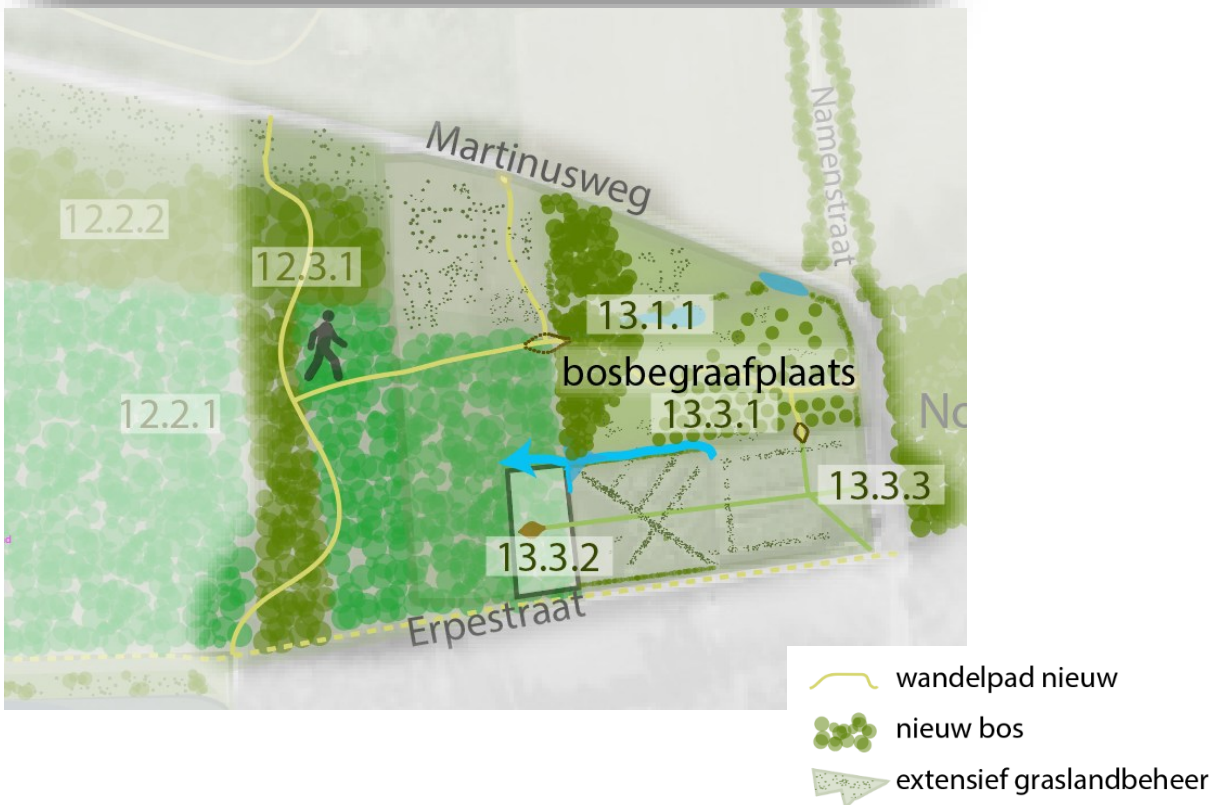 Namenstraat
Martinusweg
12.2.2
12.3.1
13.1.1
bosbegraafplaats
12.2.1
13.3.1
No
13.3.3
13.3.2
Erpestraat
d
wandelpad nieuw
nieuw bos
extensief graslandbeheer